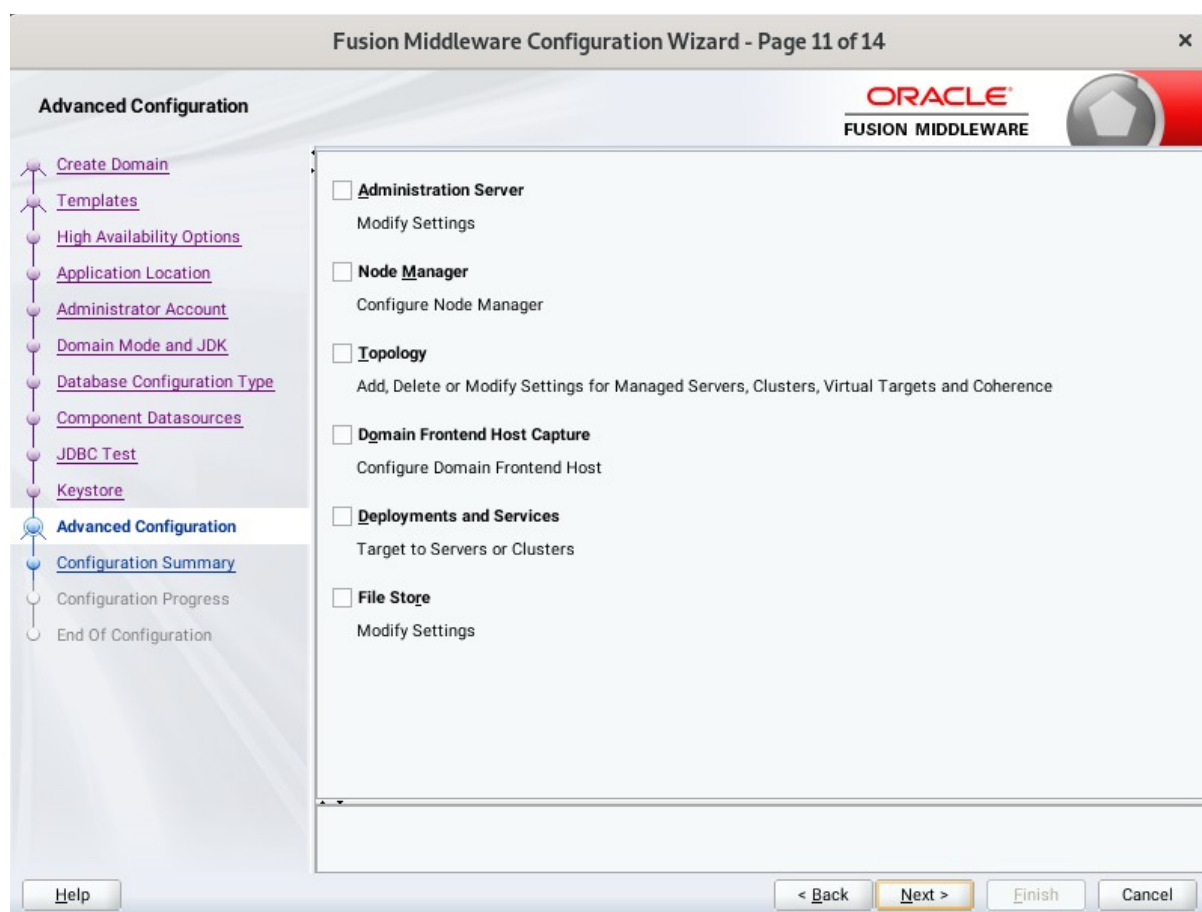 Fusion Middleware Configuration Wizard - Page 11 of 14
Advanced Configuration
ORACLE
FUSION MIDDLEWARE
Create Domain
Templates
High Availability Options
Application Location
Administrator Account
Domain Mode and JDK
Database Configuration Type
Component Datasources
JDBC Test
Keystore
Advanced Configuration
Configuration Summary
Configuration Progress
End Of Configuration
Administration Server
Modify Settings
Node Manager
Configure Node Manager
Topology
Add, Delete or Modify Settings for Managed Servers, Clusters, Virtual Targets and Coherence
Domain Frontend Host Capture
Configure Domain Frontend Host
Deployments and Services
Target to Servers or Clusters
File Store
Modify Settings
Help
< Back
Next >
Finish
Cancel